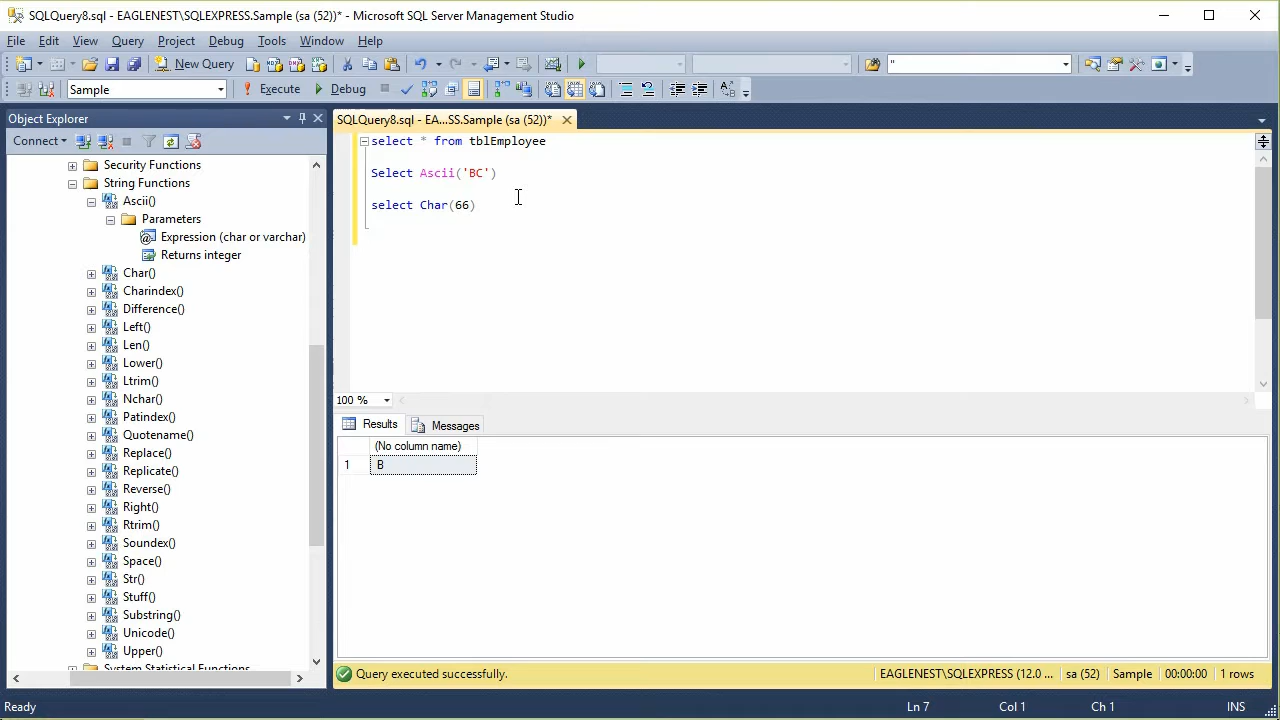 SQLQuery8.sql - EAGLENEST\SQLEXPRESS.Sample (sa (52))* - Microsoft SQL Server Management Studio
File Edit View Query Project Debug Tools Window Help
New Query "
Sample Execute Debug
Object Explorer
Connect
Security Functions
String Functions
Ascii()
Parameters
Expression (char or varchar)
Returns integer
Char()
Charindex()
Difference()
Left()
Len()
Lower()
Ltrim()
Nchar()
Patindex()
Quotename()
Replace()
Replicate()
Reverse()
Right()
Rtrim()
Soundex()
Space()
Str()
Stuff()
Substring()
Unicode()
Upper()
System Statistical Functions
SQLQuery8.sql - EA...SS.Sample (sa (52))*
select * from tblEmployee
Select Ascii('BC')
select Char(66)
100 %
Results Messages
(No column name)
1 B
Query executed successfully. EAGLENEST\SQLEXPRESS (12.0 ... sa (52) Sample 00:00:00 1 rows
Ready Ln 7 Col 1 Ch 1 INS